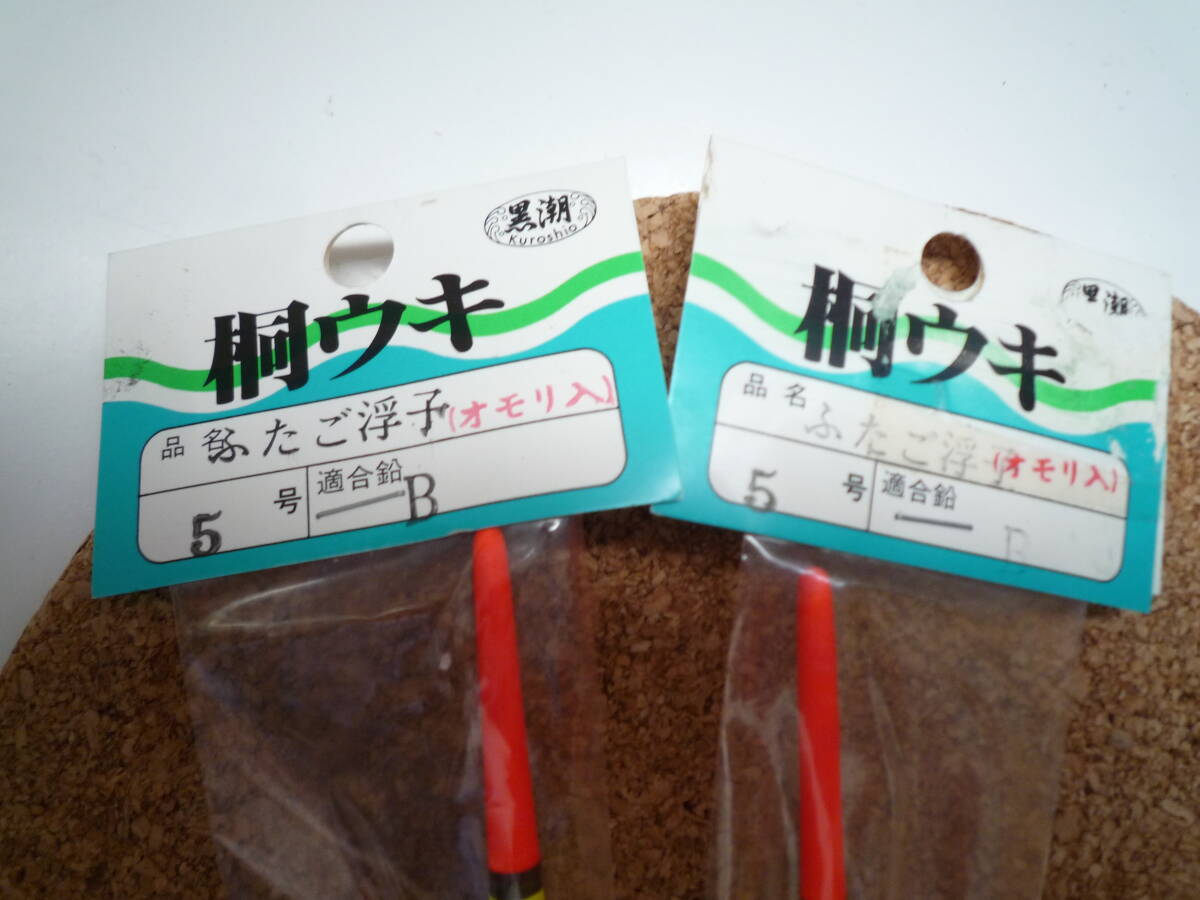 黒潮
Kuroshio
桐ウキ
品名 ふたご浮子(オモリ入)
5 号 適合鉛 — B
黒潮
桐ウキ
品名 ふたご浮 (オモリ入)
5 号 適合鉛 — B